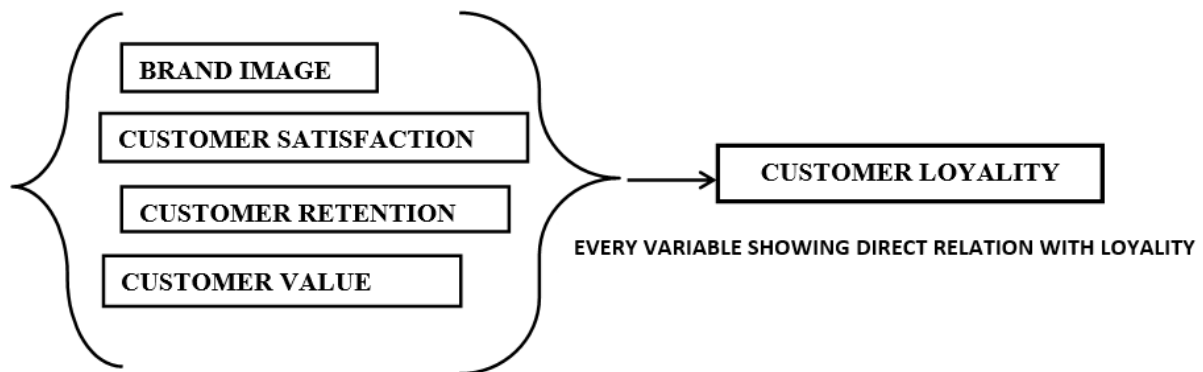 BRAND IMAGE
CUSTOMER SATISFACTION
CUSTOMER RETENTION
CUSTOMER VALUE
CUSTOMER LOYALITY
EVERY VARIABLE SHOWING DIRECT RELATION WITH LOYALITY